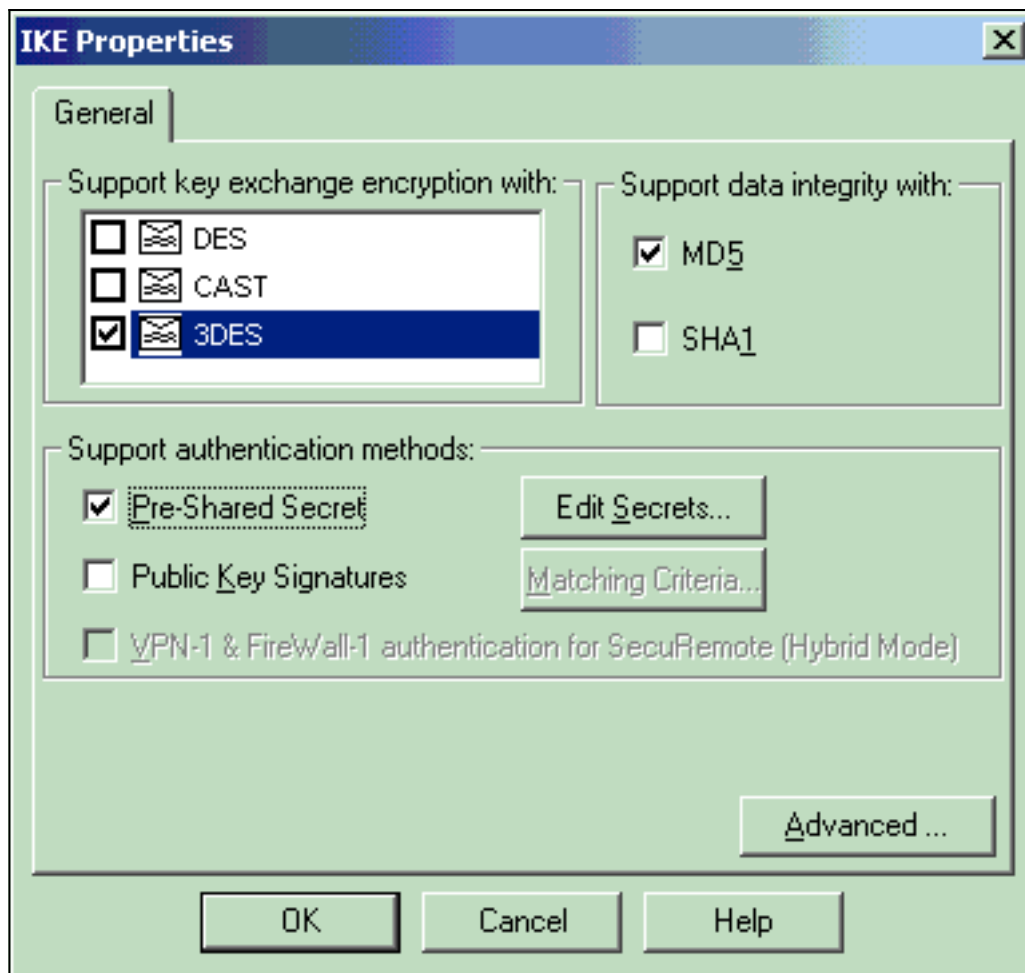 IKE Properties
General
Support key exchange encryption with:
DES
CAST
3DES
Support data integrity with:
MD5
SHA1
Support authentication methods:
Pre-Shared Secret
Edit Secrets...
Public Key Signatures
Matching Criteria...
VPN-1 & FireWall-1 authentication for SecuRemote (Hybrid Mode)
Advanced ...
OK
Cancel
Help